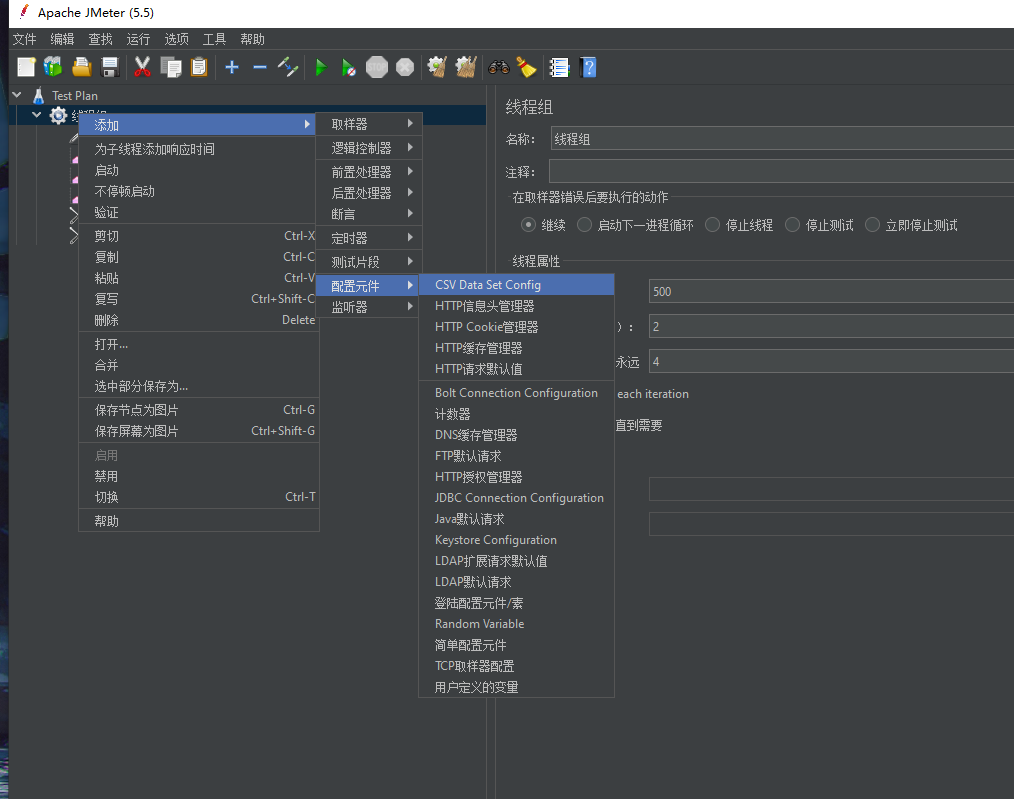 Apache JMeter (5.5)
文件 编辑 查找 运行 选项 工具 帮助
Test Plan
线程组
添加
为子线程添加响应时间
启动
不停顿启动
验证
剪切 Ctrl-X
复制 Ctrl-C
粘贴 Ctrl-V
复写 Ctrl+Shift-C
删除 Delete
打开...
合并
选中部分保存为...
保存节点为图片 Ctrl-G
保存屏幕为图片 Ctrl+Shift-G
启用
禁用
切换 Ctrl-T
帮助
取样器
逻辑控制器
前置处理器
后置处理器
断言
定时器
测试片段
配置元件
监听器
CSV Data Set Config
HTTP信息头管理器
HTTP Cookie管理器
HTTP缓存管理器
HTTP请求默认值
Bolt Connection Configuration
计数器
DNS缓存管理器
FTP默认请求
HTTP授权管理器
JDBC Connection Configuration
Java默认请求
Keystore Configuration
LDAP扩展请求默认值
LDAP默认请求
登陆配置元件/素
Random Variable
简单配置元件
TCP取样器配置
用户定义的变量
线程组
名称： 线程组
注释：
在取样器错误后要执行的动作
继续 启动下一进程循环 停止线程 停止测试 立即停止测试
线程属性
500
）： 2
永远 4
each iteration
直到需要